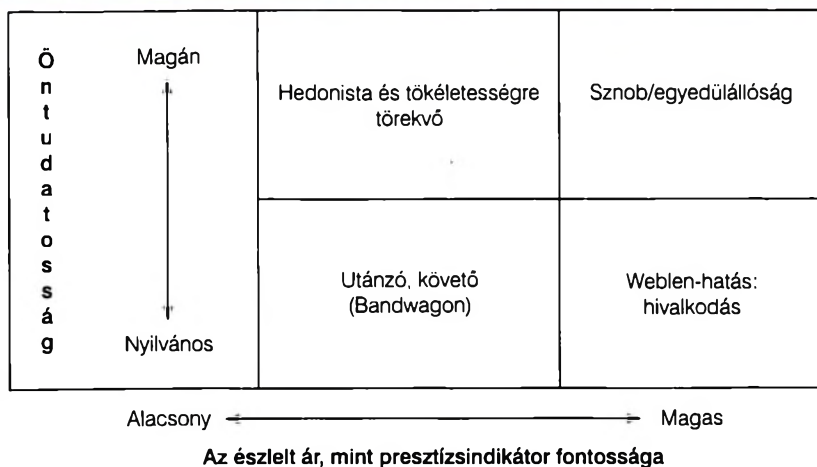 Öntudatosság
Magán
Nyilvános
Hedonista és tökéletességre
törekvő
Sznob/egyedülállóság
Utánzó, követő
(Bandwagon)
Weblen-hatás:
hivalkodás
Alacsony
Magas
Az észlelt ár, mint presztízsindikátor fontossága